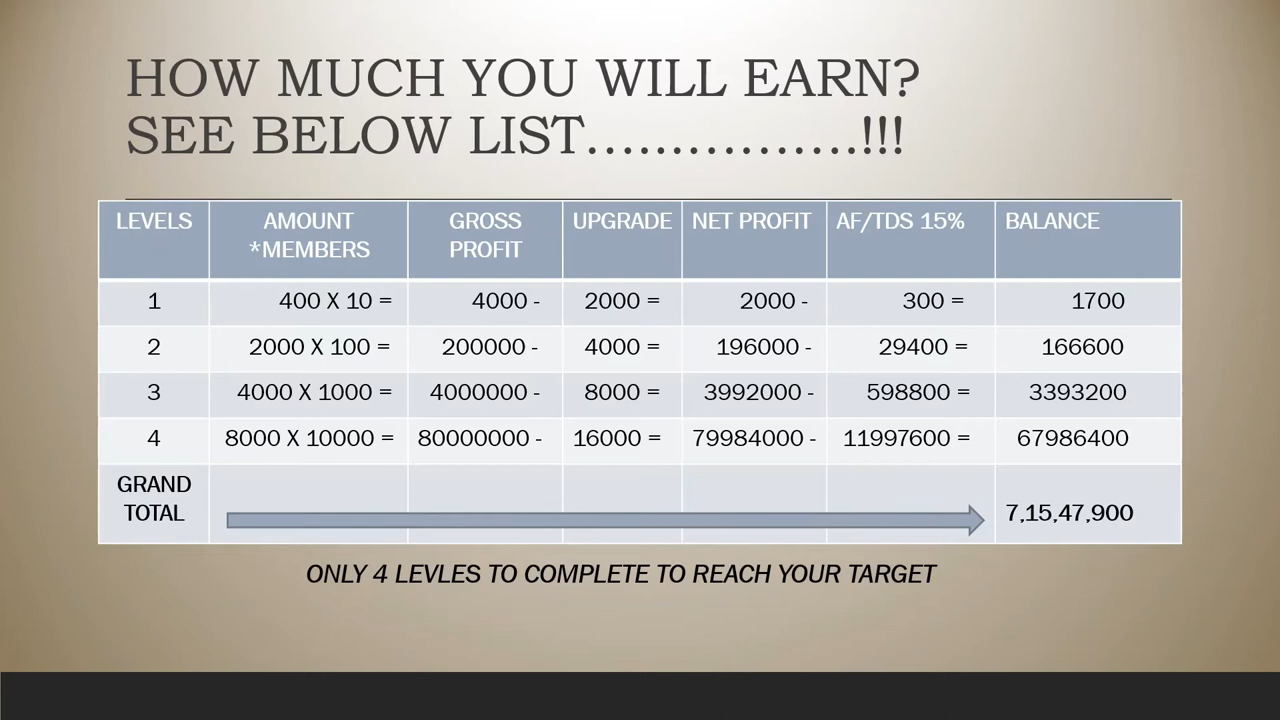 HOW MUCH YOU WILL EARN?
SEE BELOW LIST................!!!
LEVELS AMOUNT *MEMBERS GROSS PROFIT UPGRADE NET PROFIT AF/TDS 15% BALANCE
1 400 X 10 = 4000 - 2000 = 2000 - 300 = 1700
2 2000 X 100 = 200000 - 4000 = 196000 - 29400 = 166600
3 4000 X 1000 = 4000000 - 8000 = 3992000 - 598800 = 3393200
4 8000 X 10000 = 80000000 - 16000 = 79984000 - 11997600 = 67986400
GRAND TOTAL 7,15,47,900
ONLY 4 LEVLES TO COMPLETE TO REACH YOUR TARGET